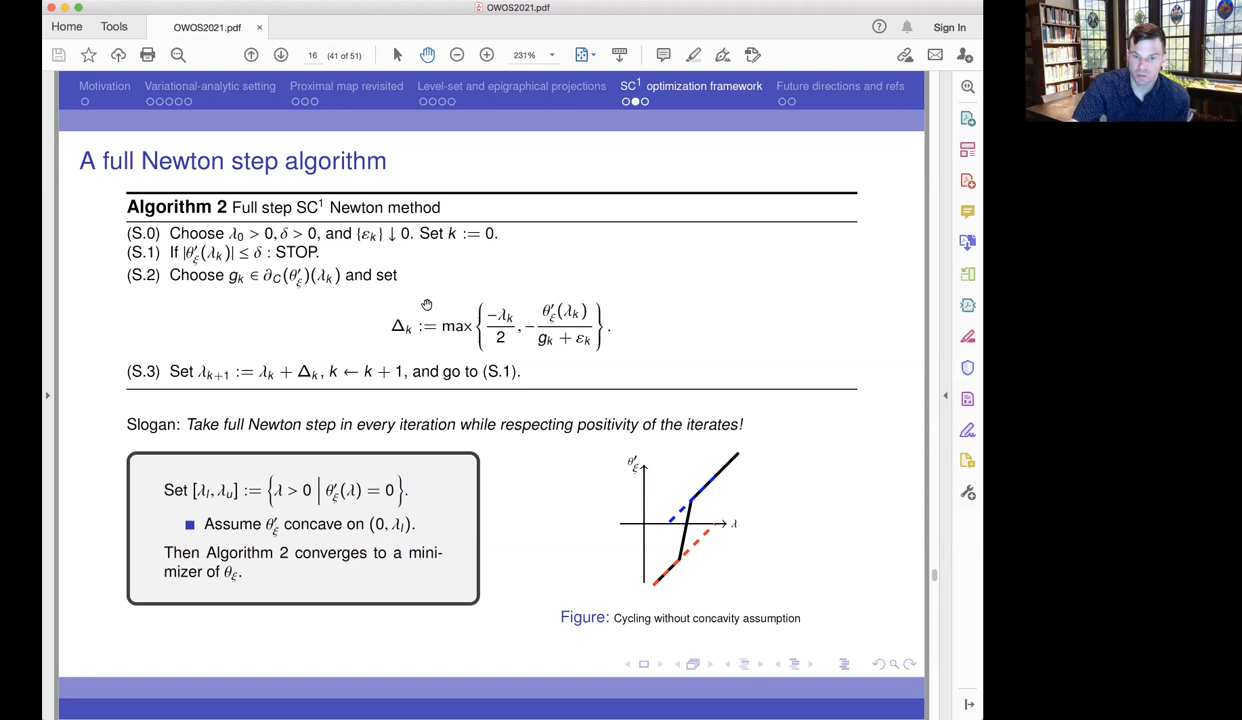 OWOS2021.pdf
Home Tools OWOS2021.pdf × Sign In
16 (41 of 51) 231%
Motivation Variational-analytic setting Proximal map revisited Level-set and epigraphical projections SC¹ optimization framework Future directions and refs
A full Newton step algorithm
Algorithm 2 Full step SC¹ Newton method
(S.0) Choose λ₀ > 0, δ > 0, and {εₖ} ↓ 0. Set k := 0.
(S.1) If |θ′_ξ(λₖ)| ≤ δ : STOP.
(S.2) Choose gₖ ∈ ∂_C(θ′_ξ)(λₖ) and set
Δₖ := max { −λₖ / 2 , − θ′_ξ(λₖ) / (gₖ + εₖ) } .
(S.3) Set λₖ₊₁ := λₖ + Δₖ, k ← k + 1, and go to (S.1).
Slogan: Take full Newton step in every iteration while respecting positivity of the iterates!
Set [λ_l, λ_u] := { λ > 0 | θ′_ξ(λ) = 0 }.
Assume θ′_ξ concave on (0, λ_l).
Then Algorithm 2 converges to a mini-
mizer of θ_ξ.
θ′_ξ
λ
Figure: Cycling without concavity assumption